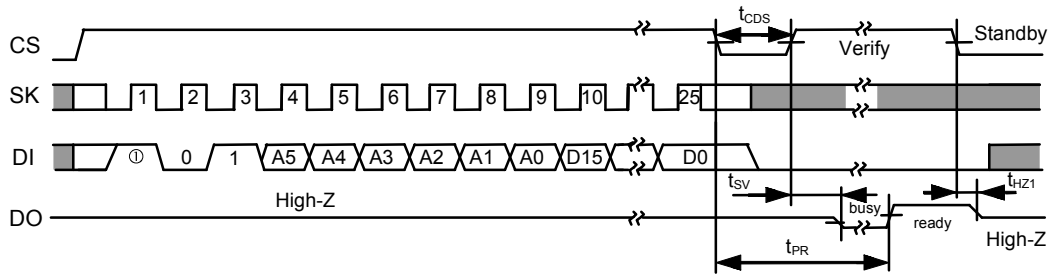 CS tCDS Verify Standby
SK 1 2 3 4 5 6 7 8 9 10 25
DI ① 0 1 A5 A4 A3 A2 A1 A0 D15 D0
tSV tHZ1
High-Z busy
DO ready High-Z
tPR